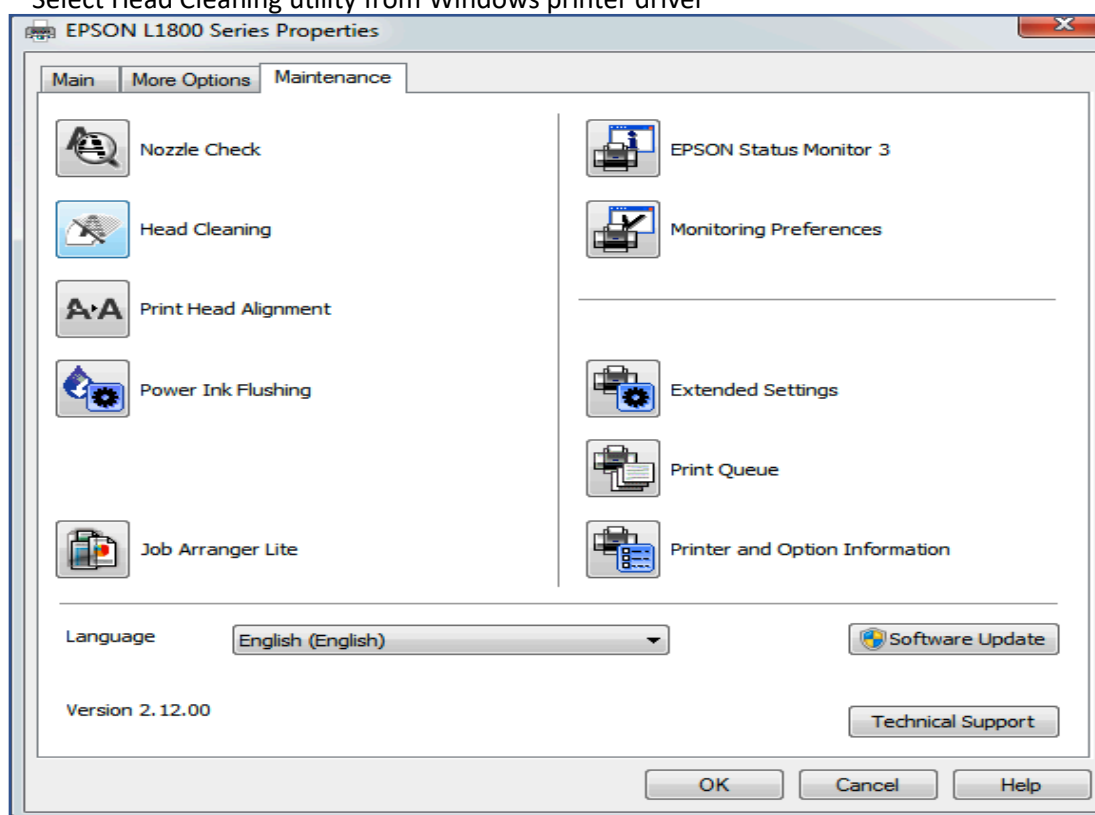 Select Head Cleaning utility from Windows printer driver
EPSON L1800 Series Properties
Main More Options Maintenance
Nozzle Check
EPSON Status Monitor 3
Head Cleaning
Monitoring Preferences
A A Print Head Alignment
Power Ink Flushing
Extended Settings
Print Queue
Job Arranger Lite
Printer and Option Information
Language English (English) Software Update
Version 2.12.00
Technical Support
OK Cancel Help